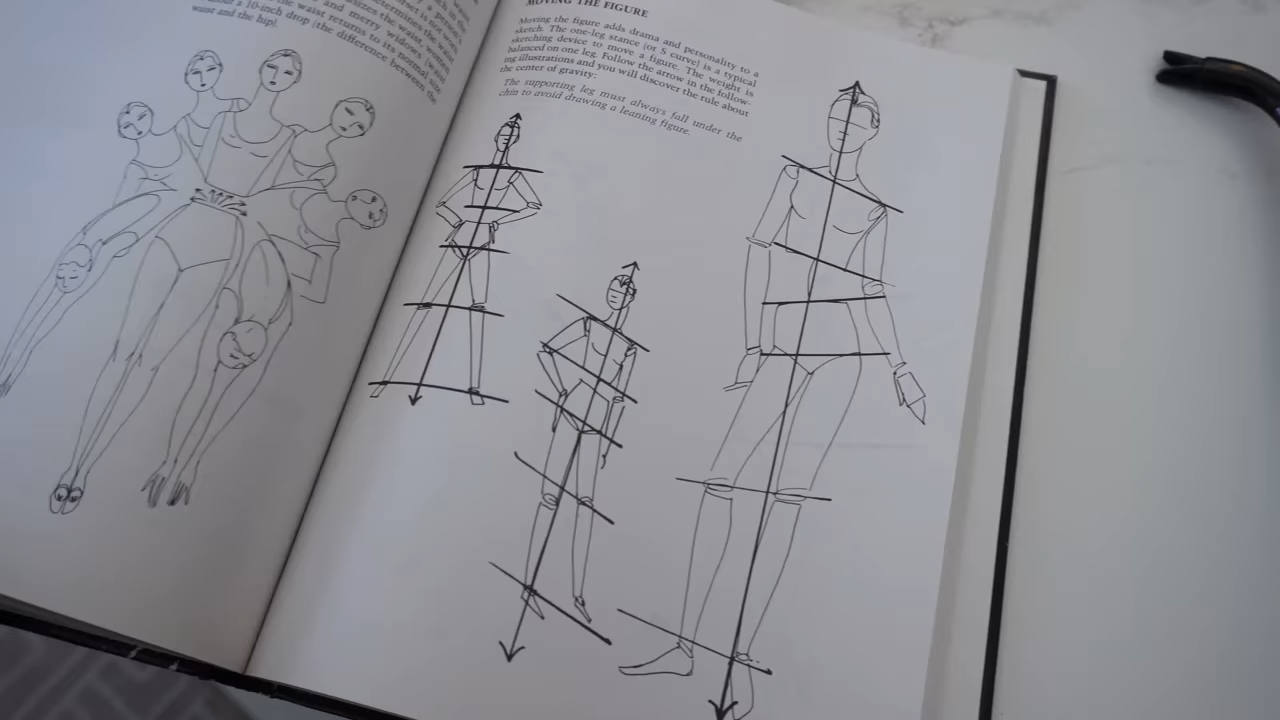 and merry widows (wais
the waist returns to its normal size
about a 10-inch drop (the difference between the
waist and the hip).
MOVING THE FIGURE
Moving the figure adds drama and personality to a
sketch. The one-leg stance (or S curve) is a typical
sketching device to move a figure. The weight is
balanced on one leg. Follow the arrow in the follow-
ing illustrations and you will discover the rule about
the center of gravity:
The supporting leg must always fall under the
chin to avoid drawing a leaning figure.